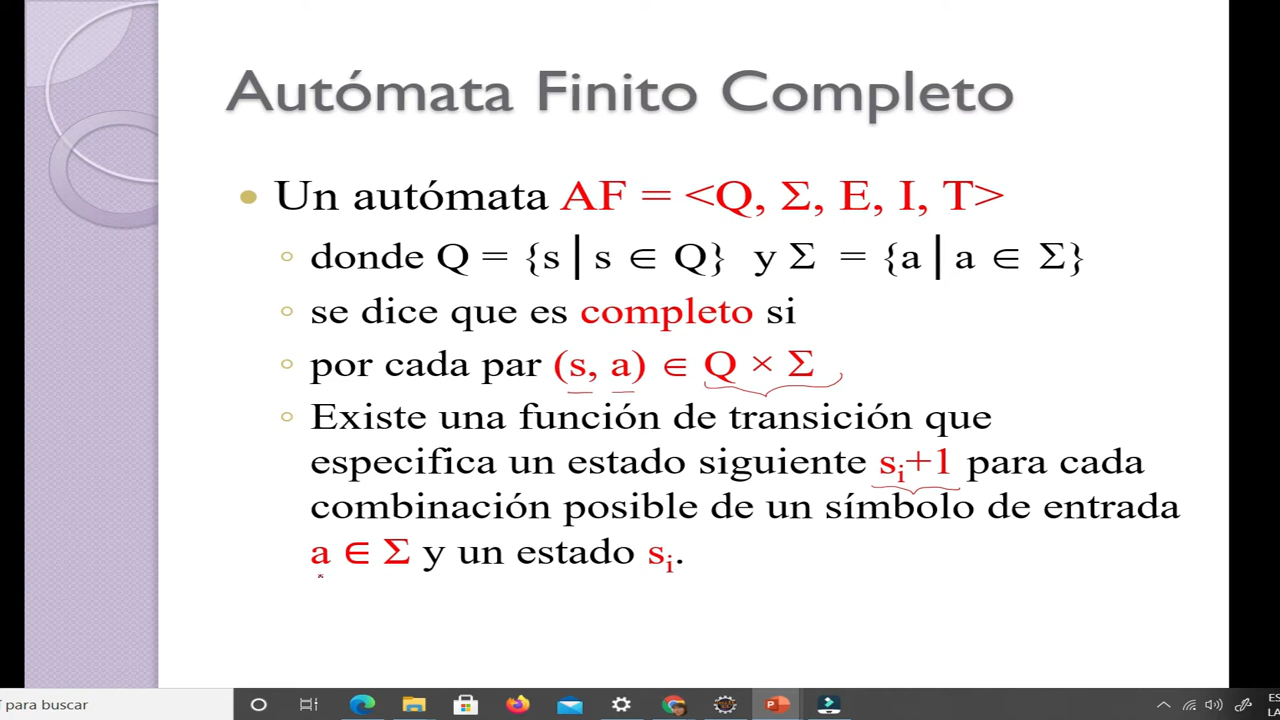 Autómata Finito Completo
Un autómata AF = <Q, Σ, E, I, T>
donde Q = {s│s ∈ Q} y Σ = {a│a ∈ Σ}
se dice que es completo si
por cada par (s, a) ∈ Q × Σ
Existe una función de transición que
especifica un estado siguiente sᵢ+1 para cada
combinación posible de un símbolo de entrada
a ∈ Σ y un estado sᵢ.
í para buscar
ES
LA